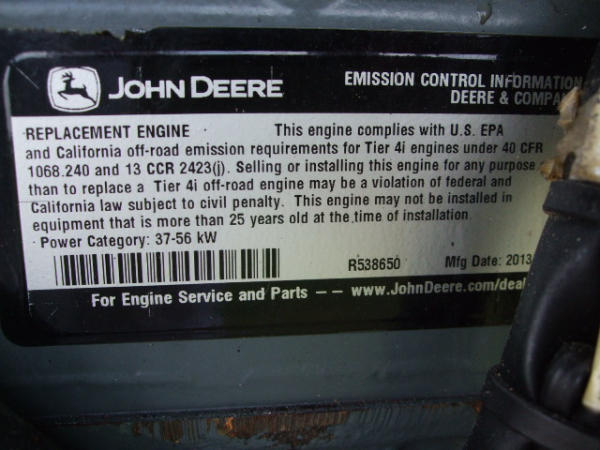 JOHN DEERE
EMISSION CONTROL INFORMATION
DEERE &
REPLACEMENT ENGINE This engine complies with U.S. EPA
and California off-road emission requirements for Tier 4i engines under 40 CFR
1068.240 and 13 CCR 2423(j). Selling or installing this engine for any purpose
than to replace a Tier 4i off-road engine may be a violation of federal and
California law subject to civil penalty. This engine may not be installed in
equipment that is more than 25 years old at the time of installation.
Power Category: 37-56 kW
R538650 Mfg Date: 2013
For Engine Service and Parts — — www.JohnDeere.com/deal